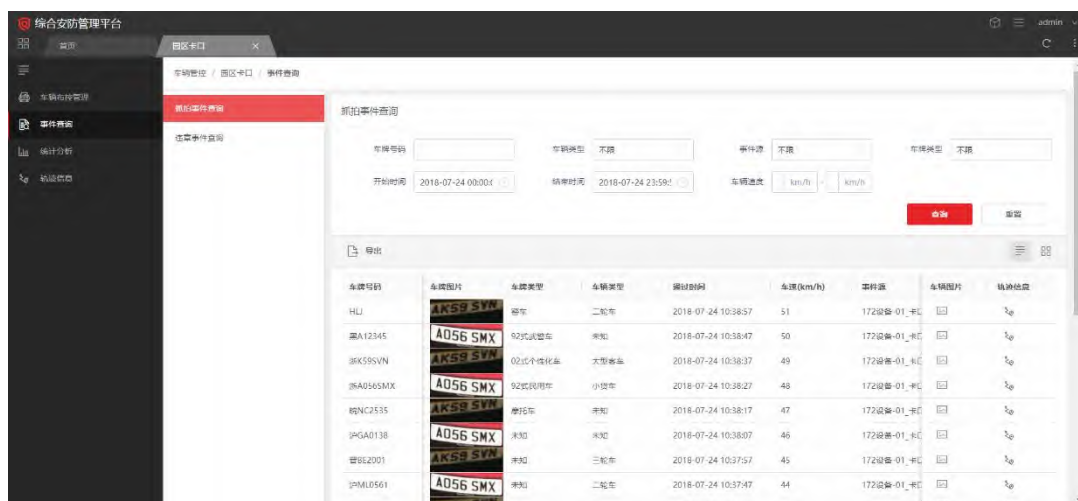 综合安防管理平台
admin
首页
园区卡口 ×
车辆管控 / 园区卡口 / 事件查询
车辆布控管理
事件查询
统计分析
轨迹信息
抓拍事件查询
违章事件查询
抓拍事件查询
车牌号码 车辆类型 不限 事件源 不限 车牌类型 不限
开始时间 2018-07-24 00:00:0 结束时间 2018-07-24 23:59:5 车辆速度 km/h - km/h
查询 重置
导出
车牌号码 车牌图片 车牌类型 车辆类型 通过时间 车速(km/h) 事件源 车辆图片 轨迹信息
AK59 SVN 警车 二轮车 2018-07-24 10:38:57 51 172设备-01_卡口
黑A12345 AO56 SMX 92式武警车 未知 2018-07-24 10:38:47 50 172设备-01_卡口
浙K59SVN AK59 SVN 02式个性化车 大型客车 2018-07-24 10:38:37 49 172设备-01_卡口
浙A056SMX AO56 SMX 92式民用车 小货车 2018-07-24 10:38:27 48 172设备-01_卡口
皖NC2535 AK59 SVN 摩托车 未知 2018-07-24 10:38:17 47 172设备-01_卡口
沪GA0138 AO56 SMX 未知 未知 2018-07-24 10:38:07 46 172设备-01_卡口
晋BE2001 AK59 SVN 未知 三轮车 2018-07-24 10:37:57 45 172设备-01_卡口
沪ML0561 AO56 SMX 未知 二轮车 2018-07-24 10:37:47 44 172设备-01_卡口